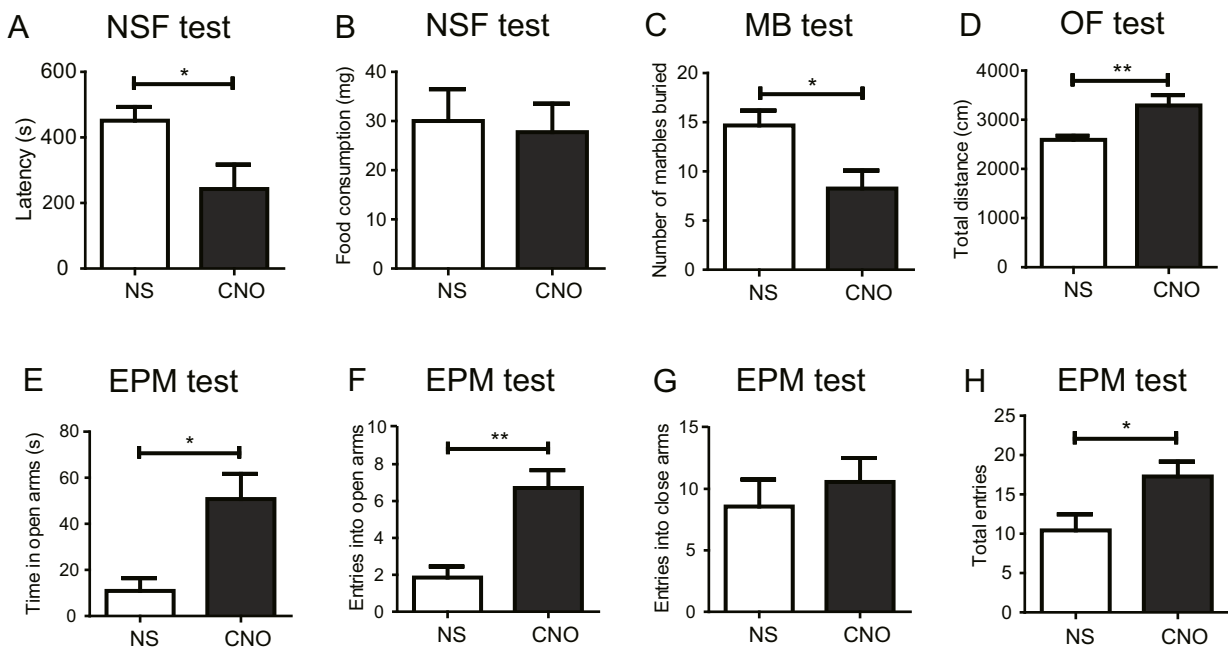 A NSF test
Latency (s)
600
400
200
0
*
NS CNO
B NSF test
Food consumption (mg)
40
30
20
10
0
NS CNO
C MB test
Number of marbles buried
20
15
10
5
0
*
NS CNO
D OF test
Total distance (cm)
4000
3000
2000
1000
0
**
NS CNO
E EPM test
Time in open arms (s)
80
60
40
20
0
*
NS CNO
F EPM test
Entries into open arms
10
8
6
4
2
0
**
NS CNO
G EPM test
Entries into close arms
15
10
5
0
NS CNO
H EPM test
Total entries
25
20
15
10
5
0
*
NS CNO